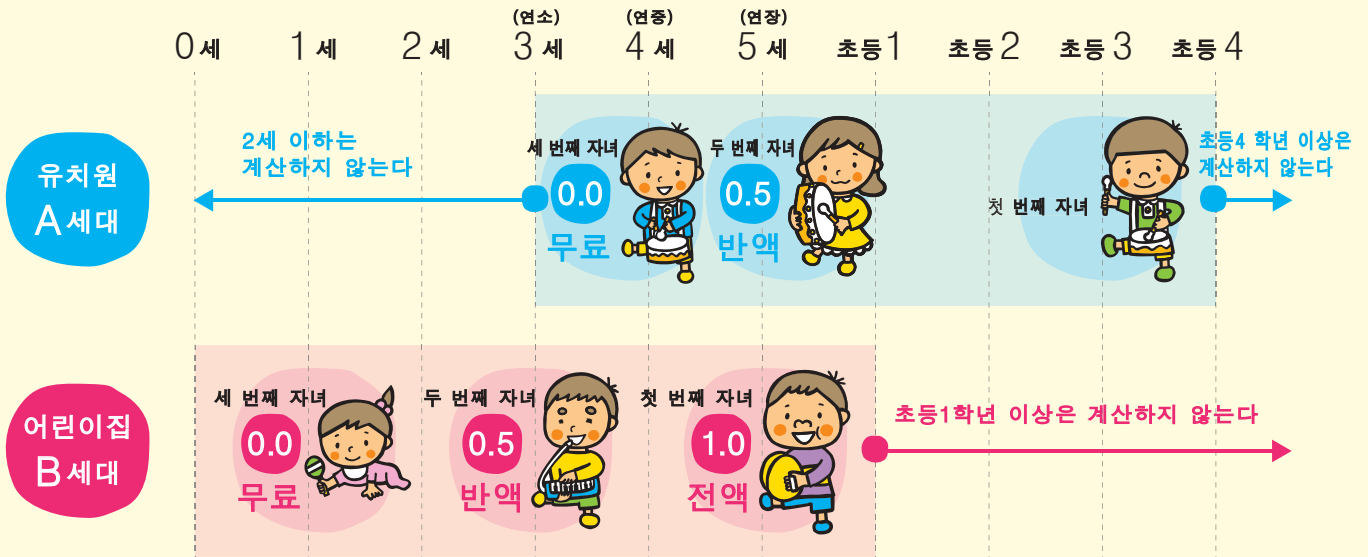 (연소) (연중) (연장)
0세 1세 2세 3세 4세 5세 초등1 초등2 초등3 초등4
유치원
A세대
2세 이하는
계산하지 않는다
세 번째 자녀
0.0
무료
두 번째 자녀
0.5
반액
첫 번째 자녀
초등4 학년 이상은
계산하지 않는다
어린이집
B세대
세 번째 자녀
0.0
무료
두 번째 자녀
0.5
반액
첫 번째 자녀
1.0
전액
초등1학년 이상은 계산하지 않는다